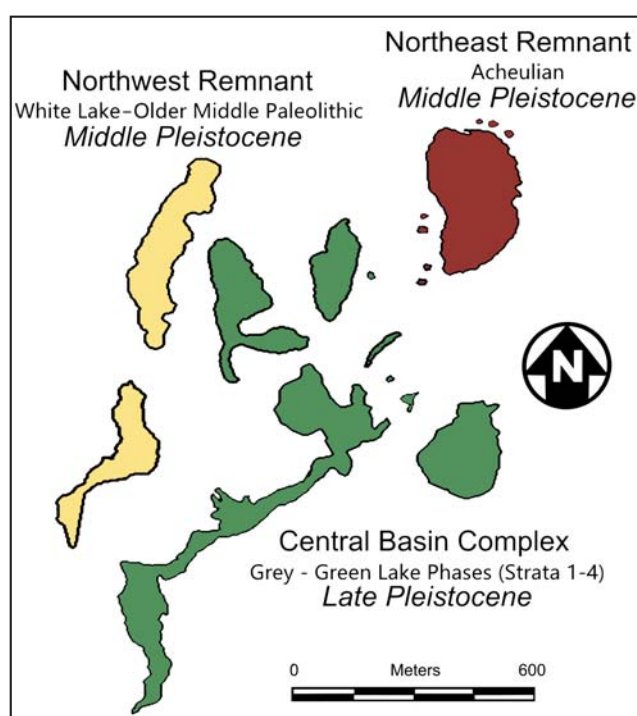 Northwest Remnant
White Lake–Older Middle Paleolithic
Middle Pleistocene
Northeast Remnant
Acheulian
Middle Pleistocene
N
Central Basin Complex
Grey - Green Lake Phases (Strata 1-4)
Late Pleistocene
0 Meters 600